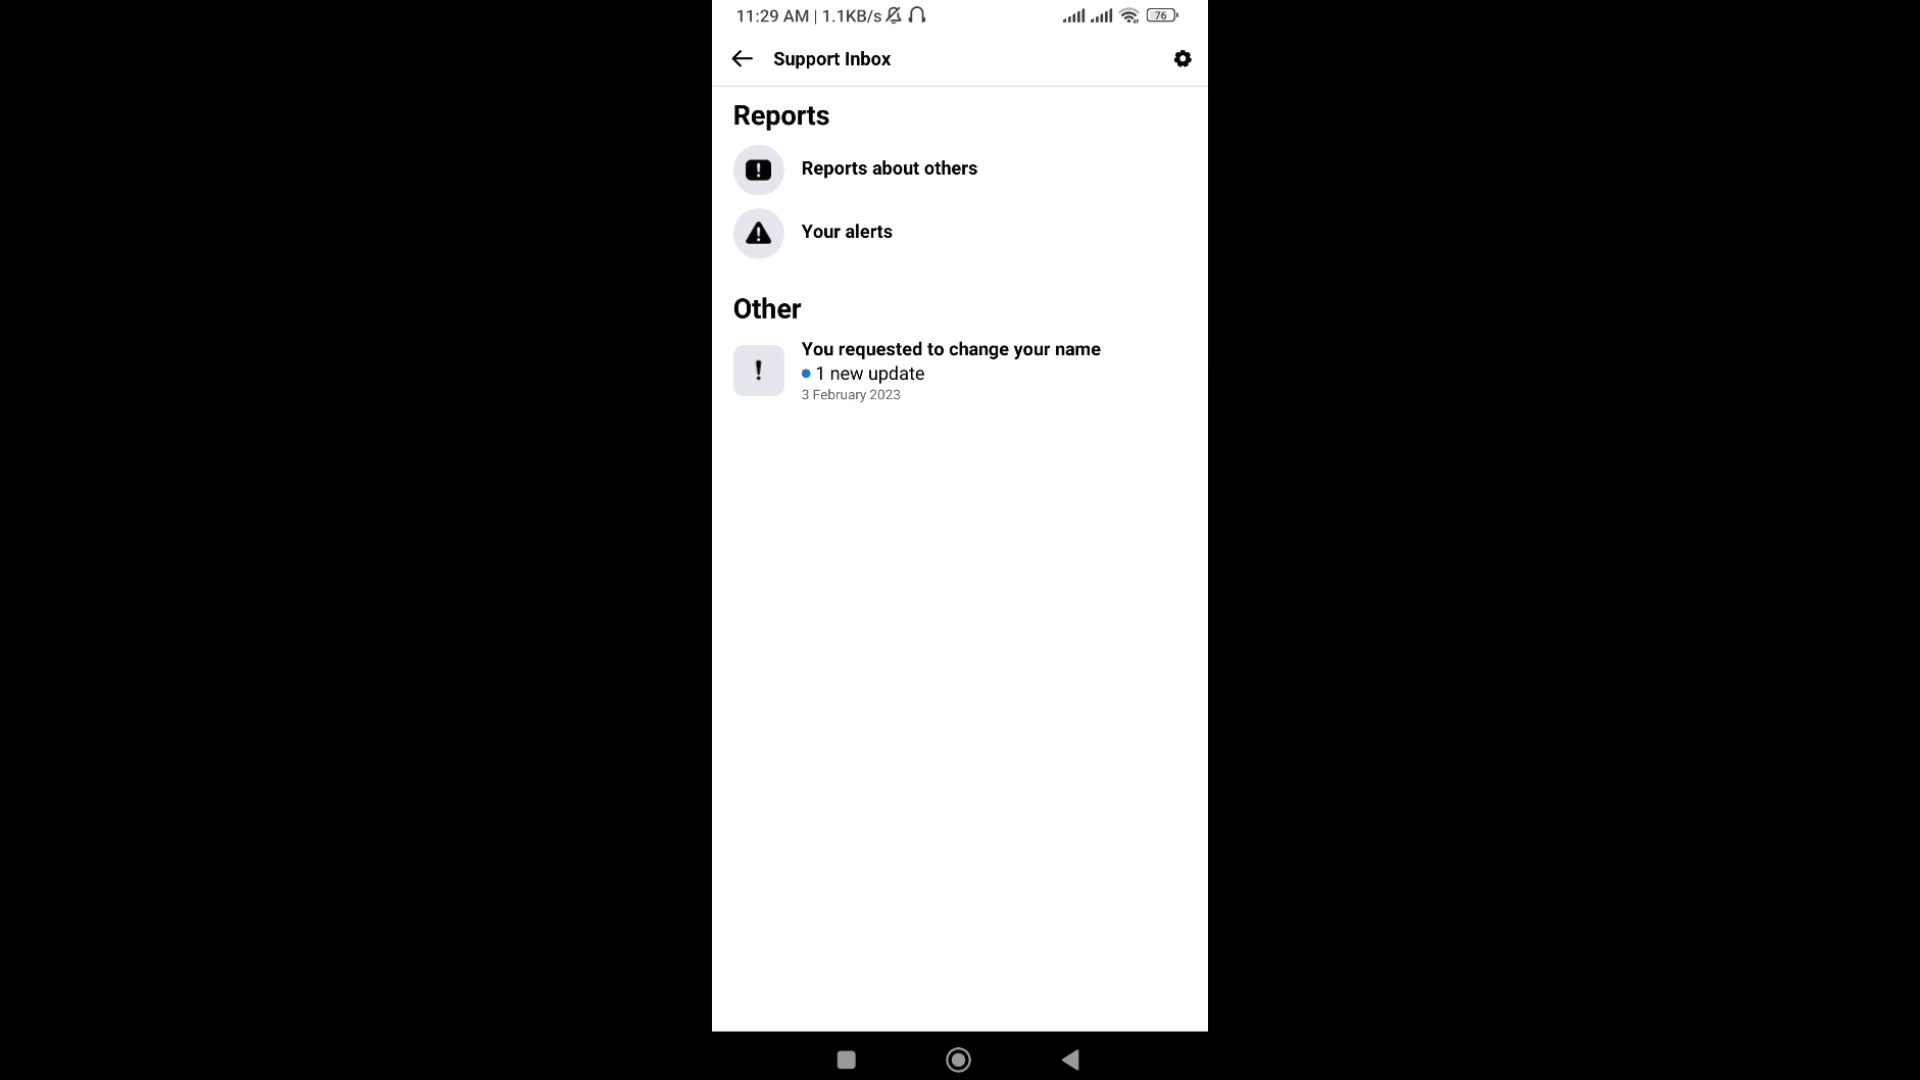 11:29 AM | 1.1KB/s
76
Support Inbox
Reports
Reports about others
Your alerts
Other
You requested to change your name
1 new update
3 February 2023